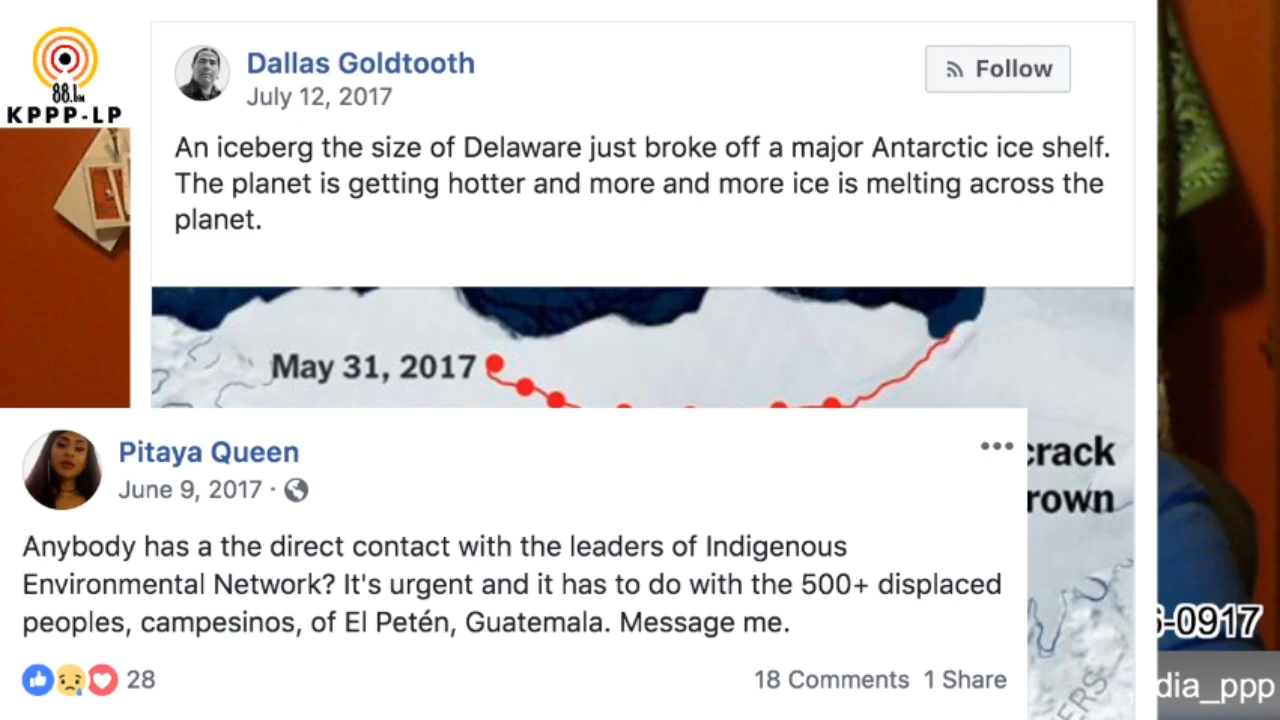 88.1FM
KPPP-LP
Dallas Goldtooth
July 12, 2017
Follow
An iceberg the size of Delaware just broke off a major Antarctic ice shelf.
The planet is getting hotter and more and more ice is melting across the
planet.
May 31, 2017
crack
rown
Pitaya Queen
June 9, 2017 ·
Anybody has a the direct contact with the leaders of Indigenous
Environmental Network? It's urgent and it has to do with the 500+ displaced
peoples, campesinos, of El Petén, Guatemala. Message me.
28
18 Comments 1 Share
-0917
dia_ppp
ERS